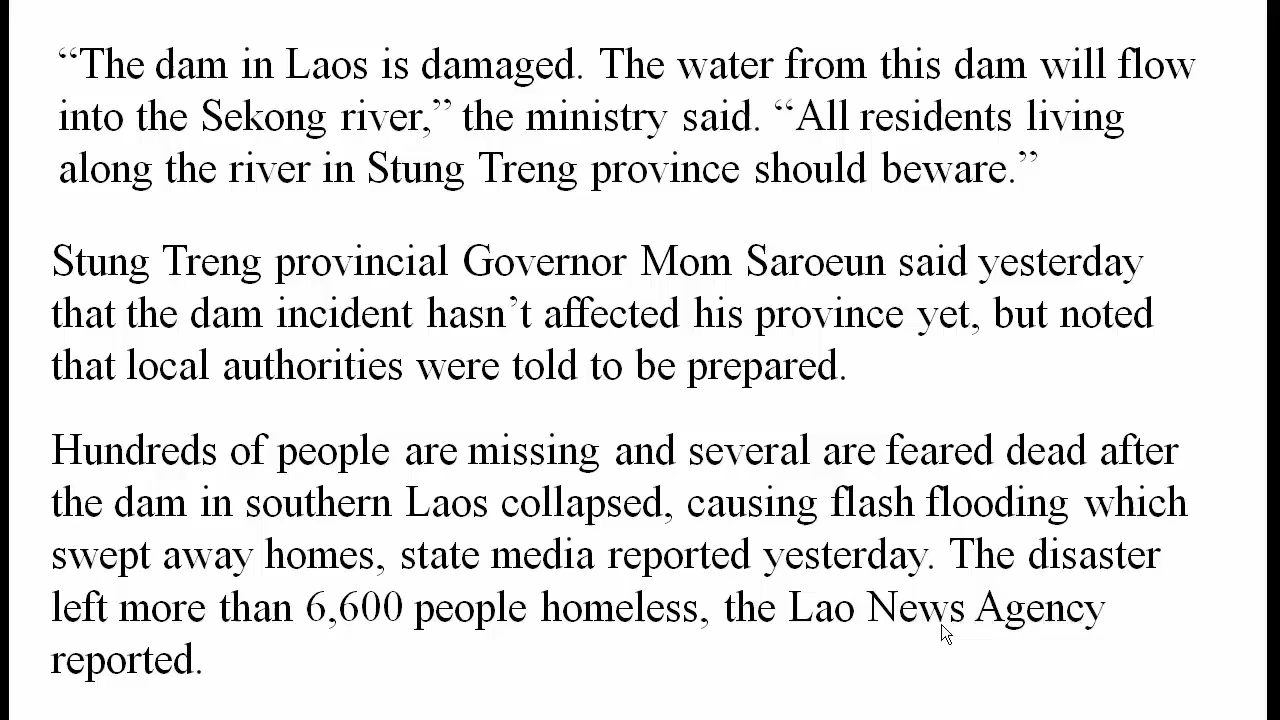 “The dam in Laos is damaged. The water from this dam will flow
into the Sekong river,” the ministry said. “All residents living
along the river in Stung Treng province should beware.”
Stung Treng provincial Governor Mom Saroeun said yesterday
that the dam incident hasn’t affected his province yet, but noted
that local authorities were told to be prepared.
Hundreds of people are missing and several are feared dead after
the dam in southern Laos collapsed, causing flash flooding which
swept away homes, state media reported yesterday. The disaster
left more than 6,600 people homeless, the Lao News Agency
reported.